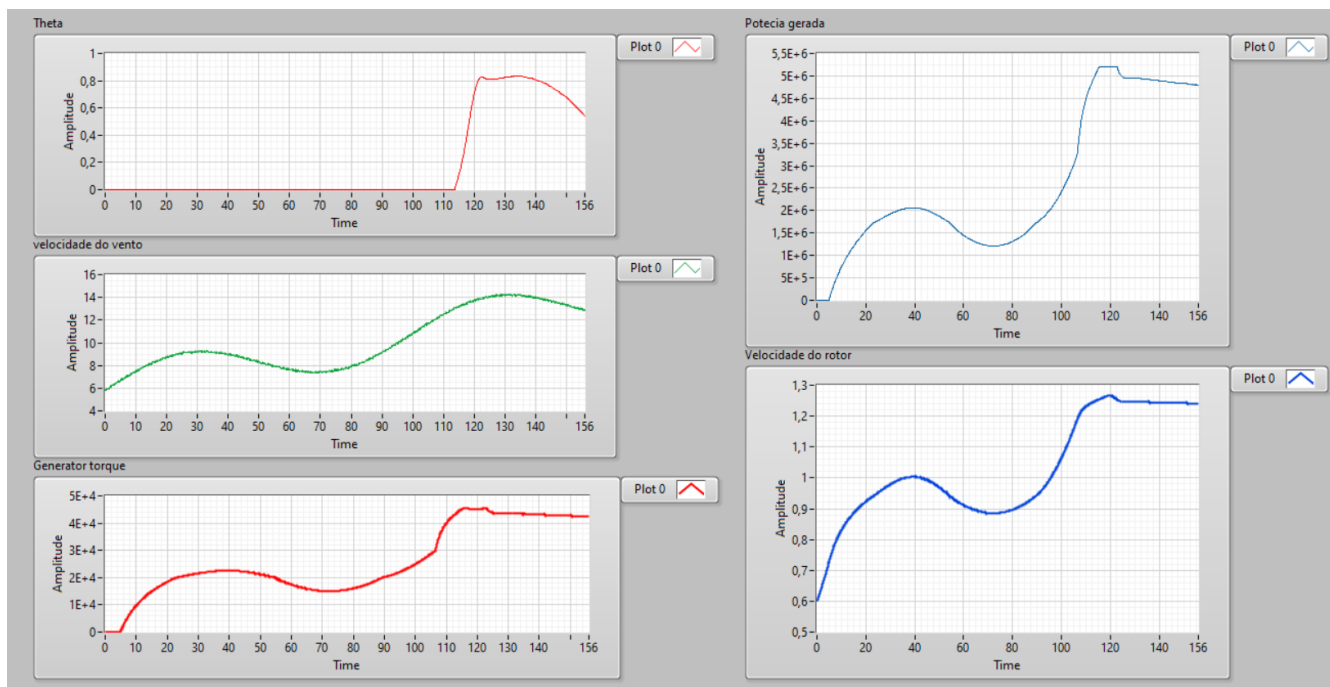 Theta
Plot 0
Amplitude
1
0,8
0,6
0,4
0,2
0
0 10 20 30 40 50 60 70 80 90 100 110 120 130 140 156
Time
velocidade do vento
Plot 0
Amplitude
16
14
12
10
8
6
4
0 10 20 30 40 50 60 70 80 90 100 110 120 130 140 156
Time
Generator torque
Plot 0
Amplitude
5E+4
4E+4
3E+4
2E+4
1E+4
0
0 10 20 30 40 50 60 70 80 90 100 110 120 130 140 156
Time
Potecia gerada
Plot 0
Amplitude
5,5E+6
5E+6
4,5E+6
4E+6
3,5E+6
3E+6
2,5E+6
2E+6
1,5E+6
1E+6
5E+5
0
0 20 40 60 80 100 120 140 156
Time
Velocidade do rotor
Plot 0
Amplitude
1,3
1,2
1,1
1
0,9
0,8
0,7
0,6
0,5
0 20 40 60 80 100 120 140 156
Time